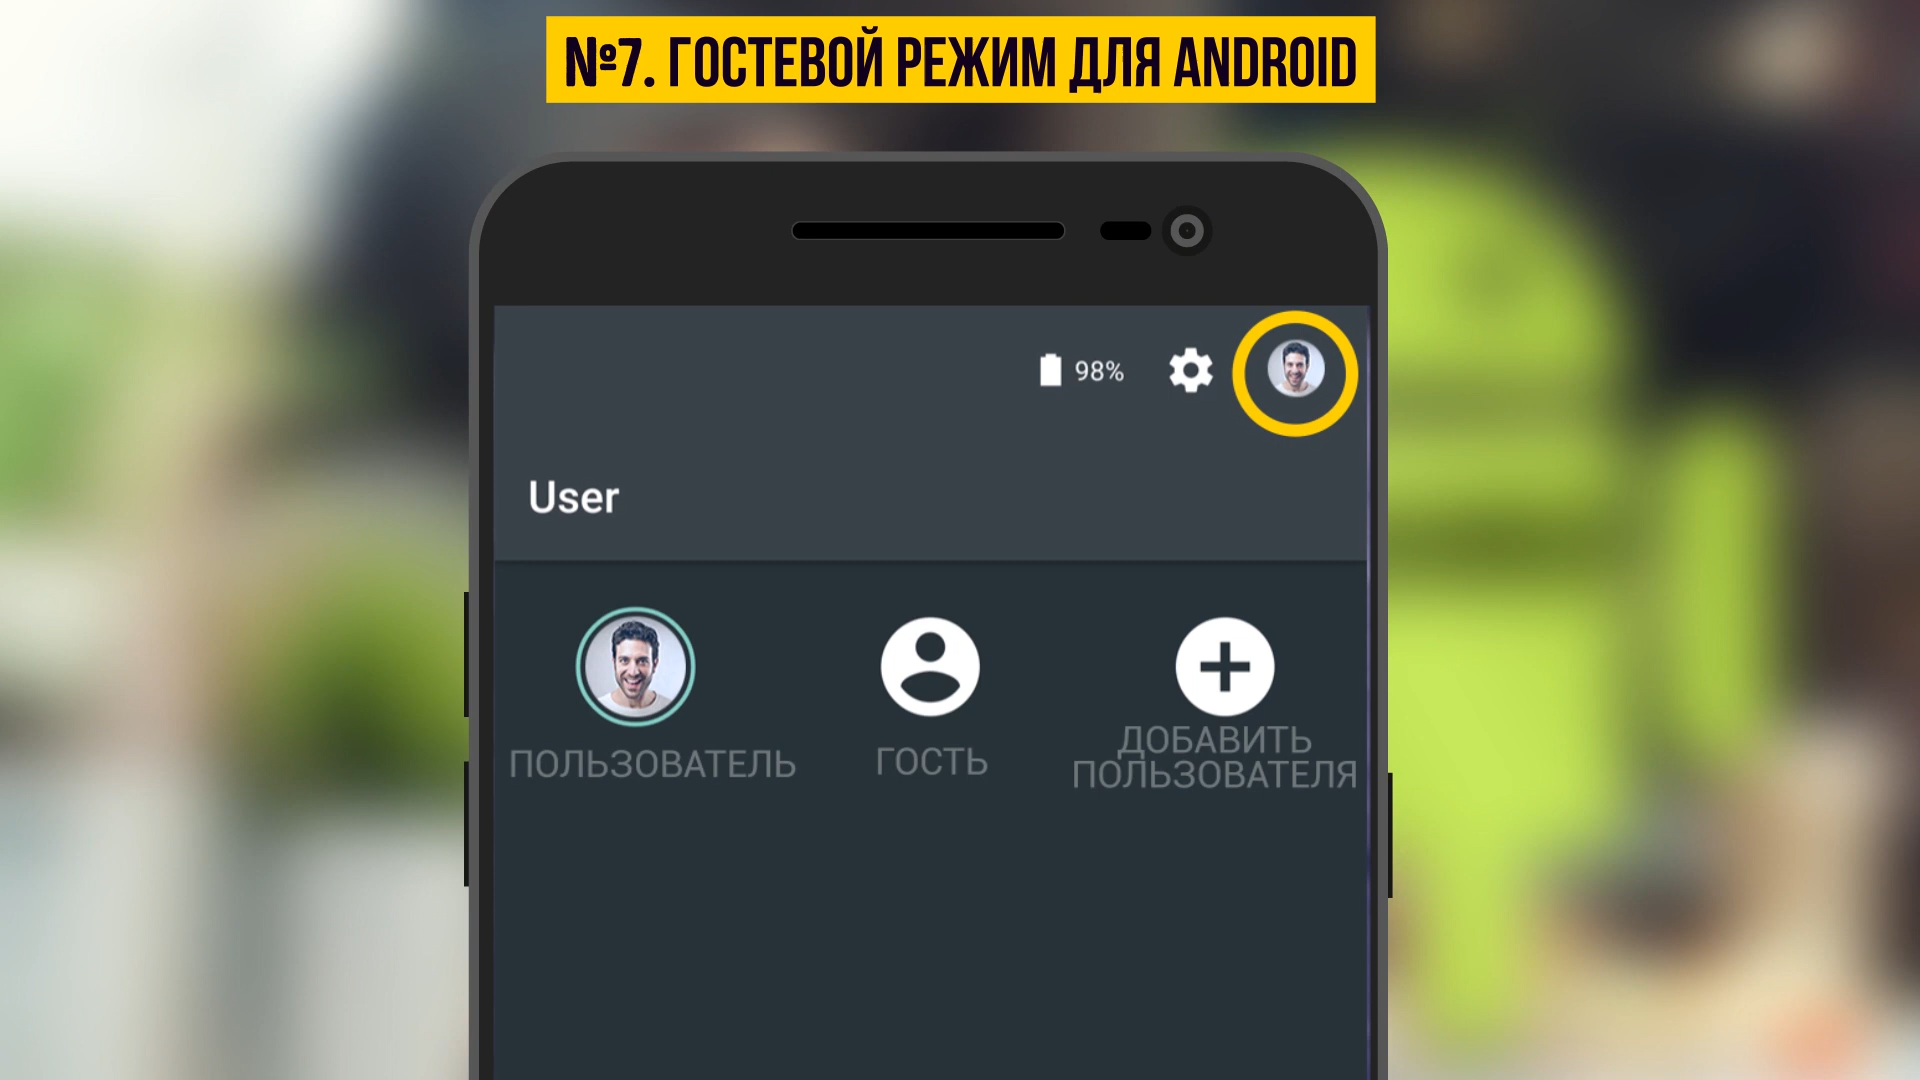 №7. ГОСТЕВОЙ РЕЖИМ ДЛЯ ANDROID
98%
User
ПОЛЬЗОВАТЕЛЬ
ГОСТЬ
ДОБАВИТЬ
ПОЛЬЗОВАТЕЛЯ